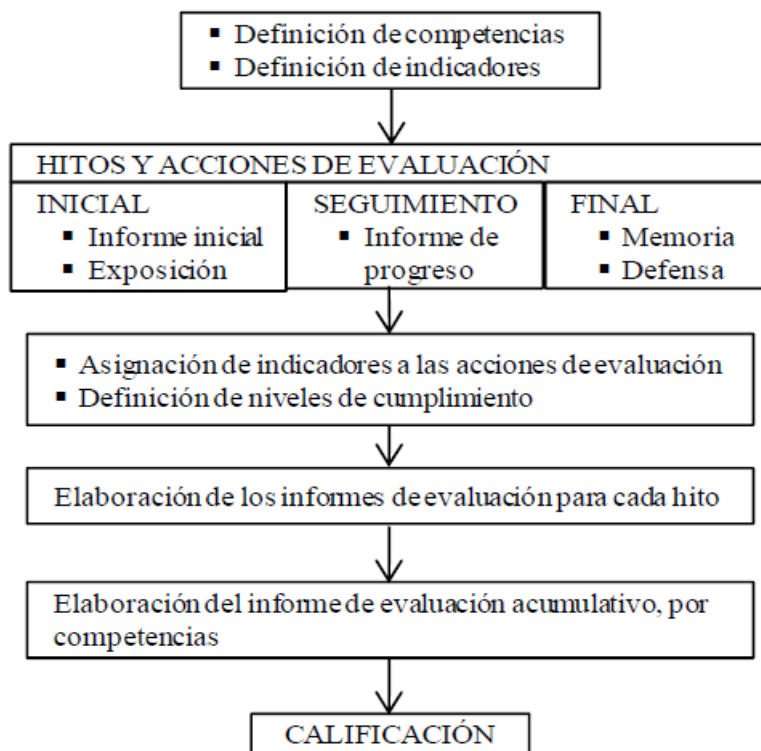 ▪ Definición de competencias
▪ Definición de indicadores
HITOS Y ACCIONES DE EVALUACIÓN
INICIAL
▪ Informe inicial
▪ Exposición
SEGUIMIENTO
▪ Informe de
progreso
FINAL
▪ Memoria
▪ Defensa
▪ Asignación de indicadores a las acciones de evaluación
▪ Definición de niveles de cumplimiento
Elaboración de los informes de evaluación para cada hito
Elaboración del informe de evaluación acumulativo, por
competencias
CALIFICACIÓN